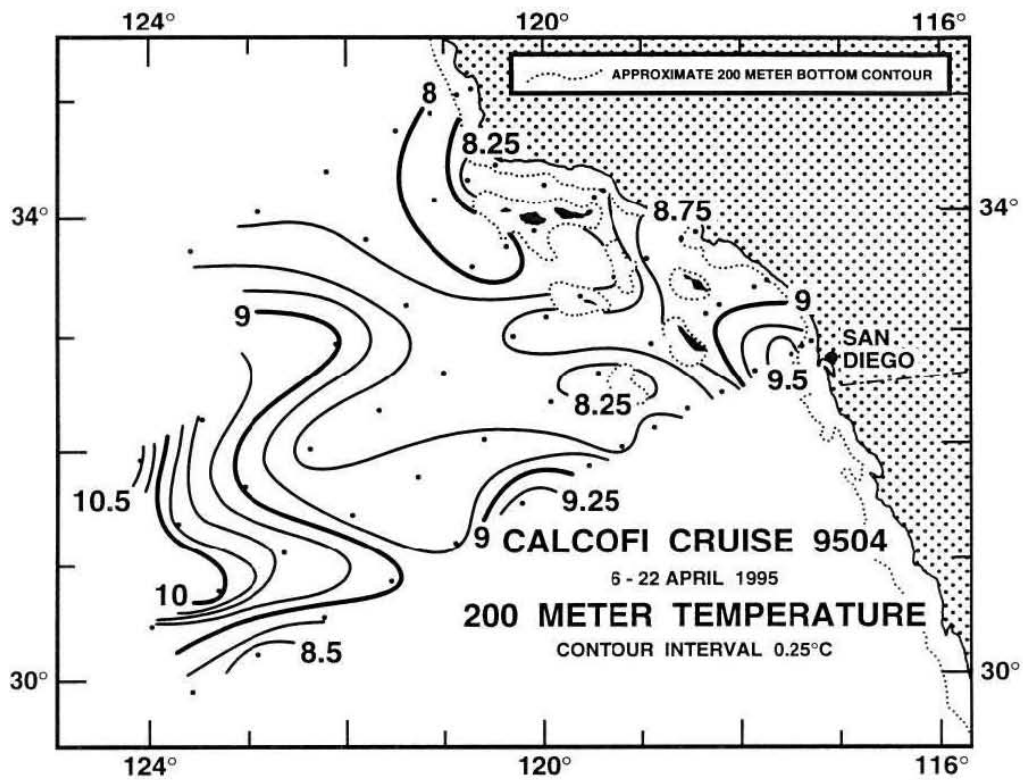 124° 120° 116°
APPROXIMATE 200 METER BOTTOM CONTOUR
8
8.25
34° 8.75 34°
9 9
SAN
DIEGO
9.5
8.25
10.5 9.25
9 CALCOFI CRUISE 9504
6 - 22 APRIL 1995
10 200 METER TEMPERATURE
CONTOUR INTERVAL 0.25°C
8.5
30° 30°
124° 120° 116°